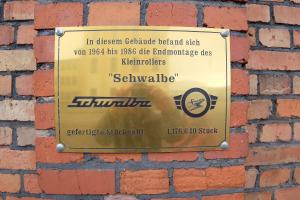 In diesem Gebäude befand sich
von 1964 bis 1986 die Endmontage des
Kleinrollers
"Schwalbe"
Schwalbe
gefertigte Stückzahl
Stück